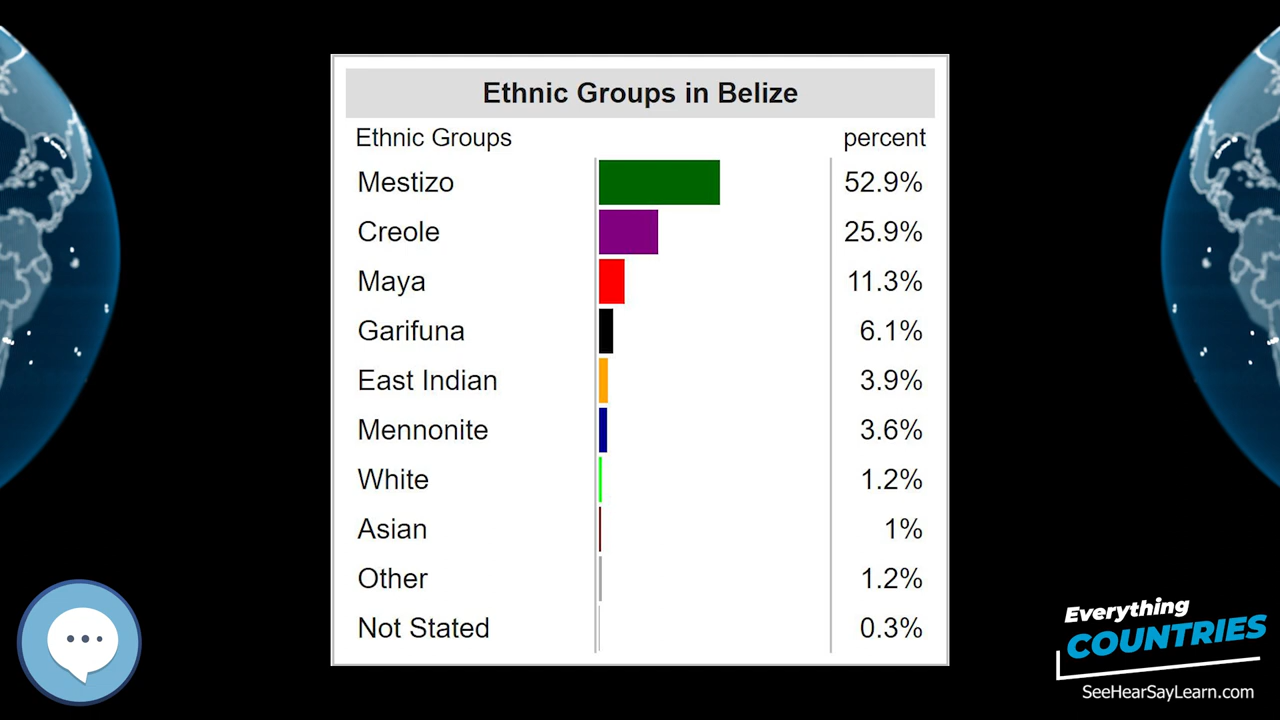 Ethnic Groups in Belize
Ethnic Groups percent
Mestizo 52.9%
Creole 25.9%
Maya 11.3%
Garifuna 6.1%
East Indian 3.9%
Mennonite 3.6%
White 1.2%
Asian 1%
Other 1.2%
Not Stated 0.3%
Everything
COUNTRIES
SeeHearSayLearn.com